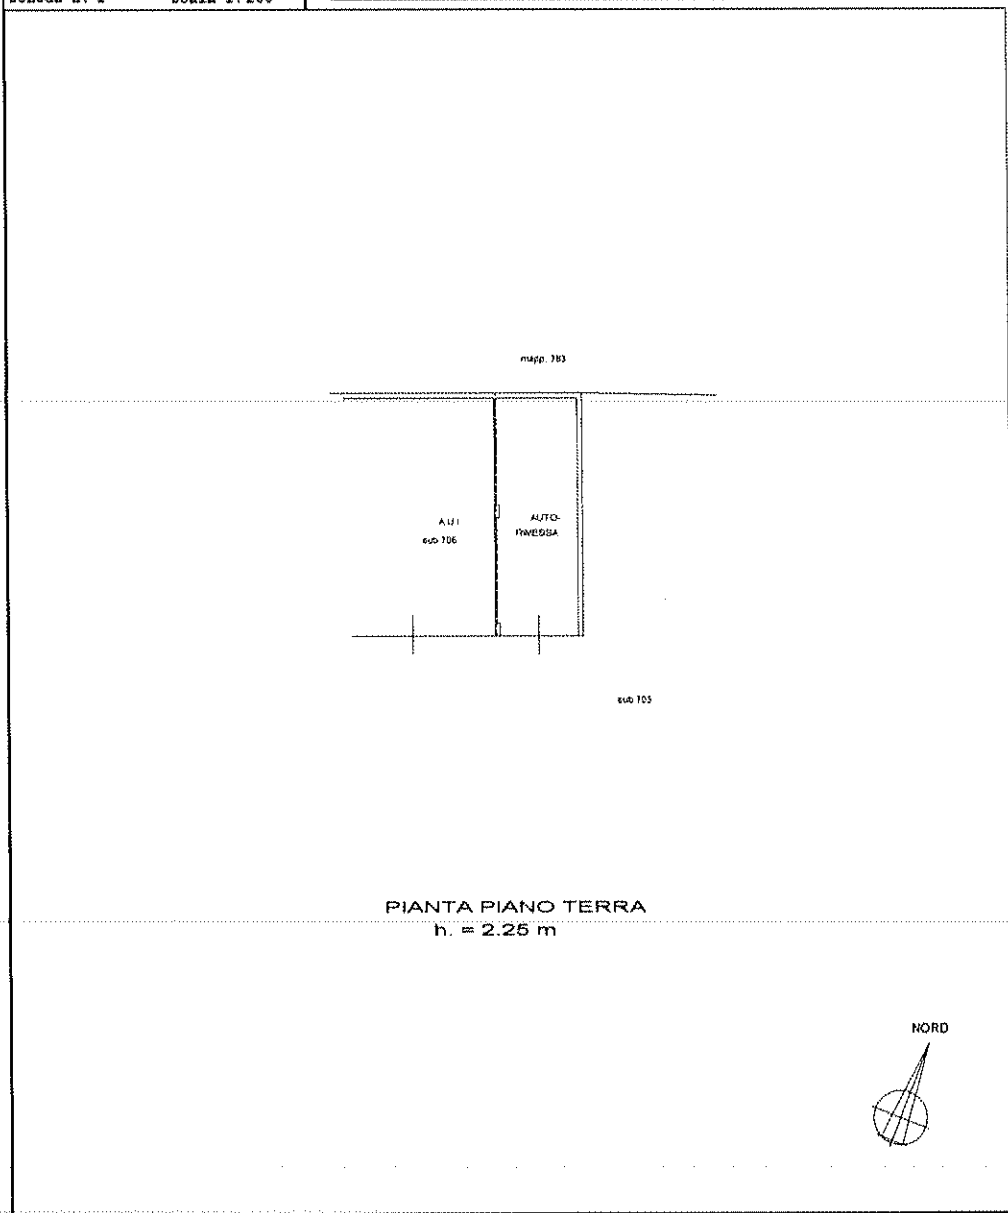 mapp. 783
A.U.I.
sub 706
AUTO-
RIMESSA
sub 705
PIANTA PIANO TERRA
h. = 2.25 m
NORD